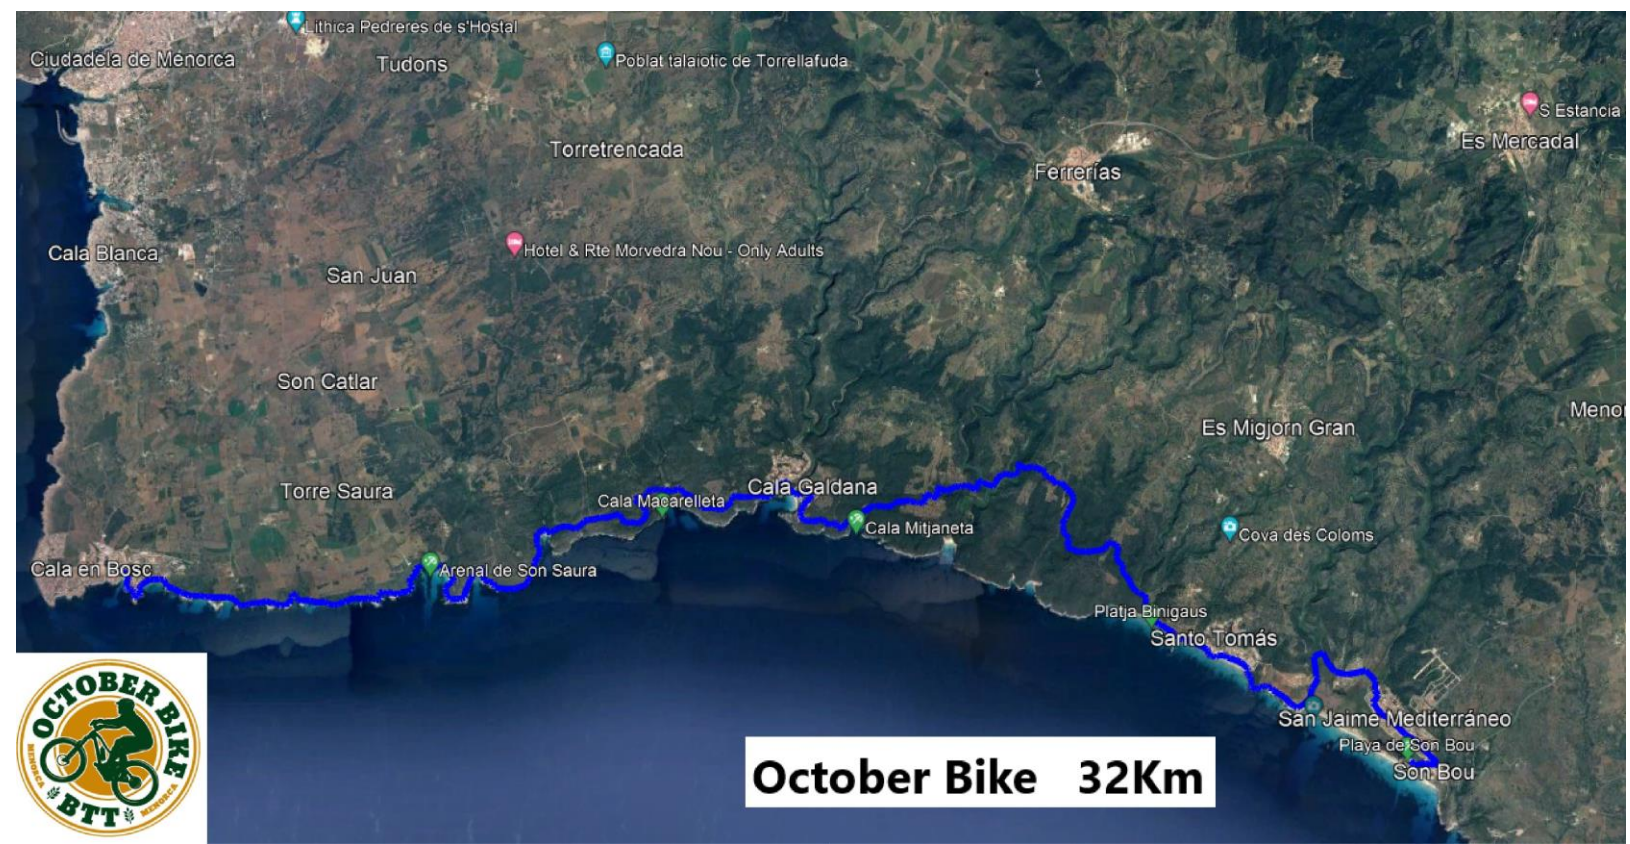 Lithica Pedreres de s'Hostal
Ciudadela de Menorca
Tudons
Poblat talaiotic de Torrellafuda
S Estancia
Es Mercadal
Torretrencada
Ferrerías
Cala Blanca
Hotel & Rte Morvedra Nou - Only Adults
San Juan
Son Catlar
Menor
Es Migjorn Gran
Torre Saura
Cala Galdana
Cala Macarelleta
Cala Mitjaneta
Cova des Coloms
Cala en Bosc
Arenal de Son Saura
Platja Binigaus
Santo Tomás
San Jaime Mediterráneo
Playa de Son Bou
Son Bou
OCTOBER BIKE
MENORCA
BTT
MENORCA
October Bike 32Km